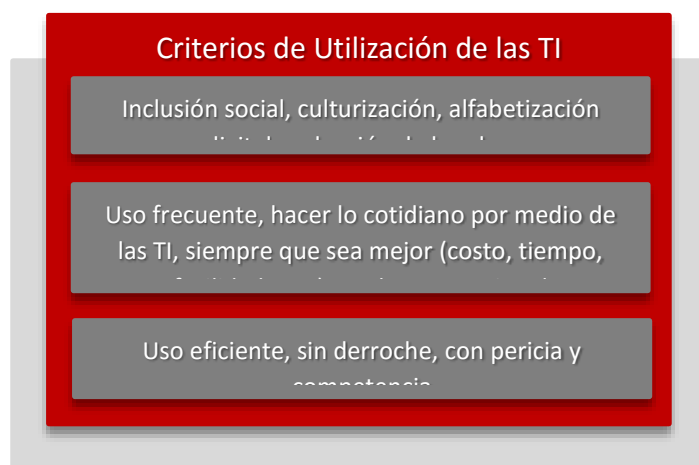 Criterios de Utilización de las TI
Inclusión social, culturización, alfabetización
Uso frecuente, hacer lo cotidiano por medio de
las TI, siempre que sea mejor (costo, tiempo,
Uso eficiente, sin derroche, con pericia y
competencia